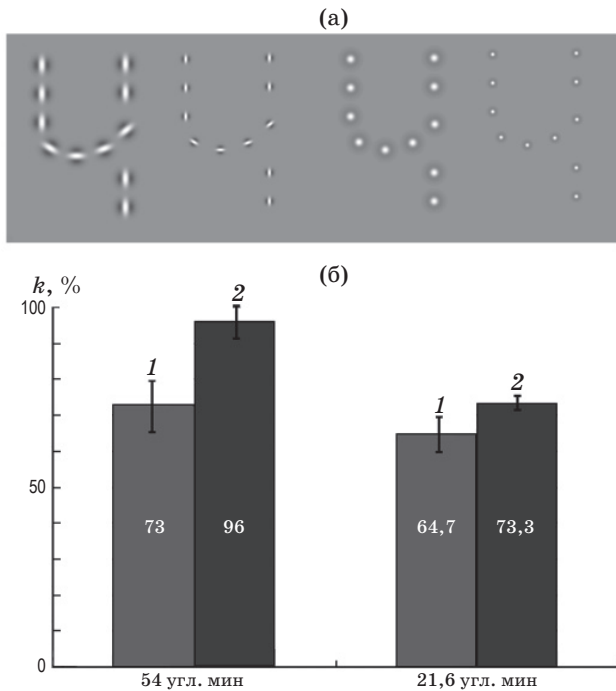 (а)
(б)
k, %
100
50
0
1
2
1
2
73
96
64,7
73,3
54 угл. мин
21,6 угл. мин